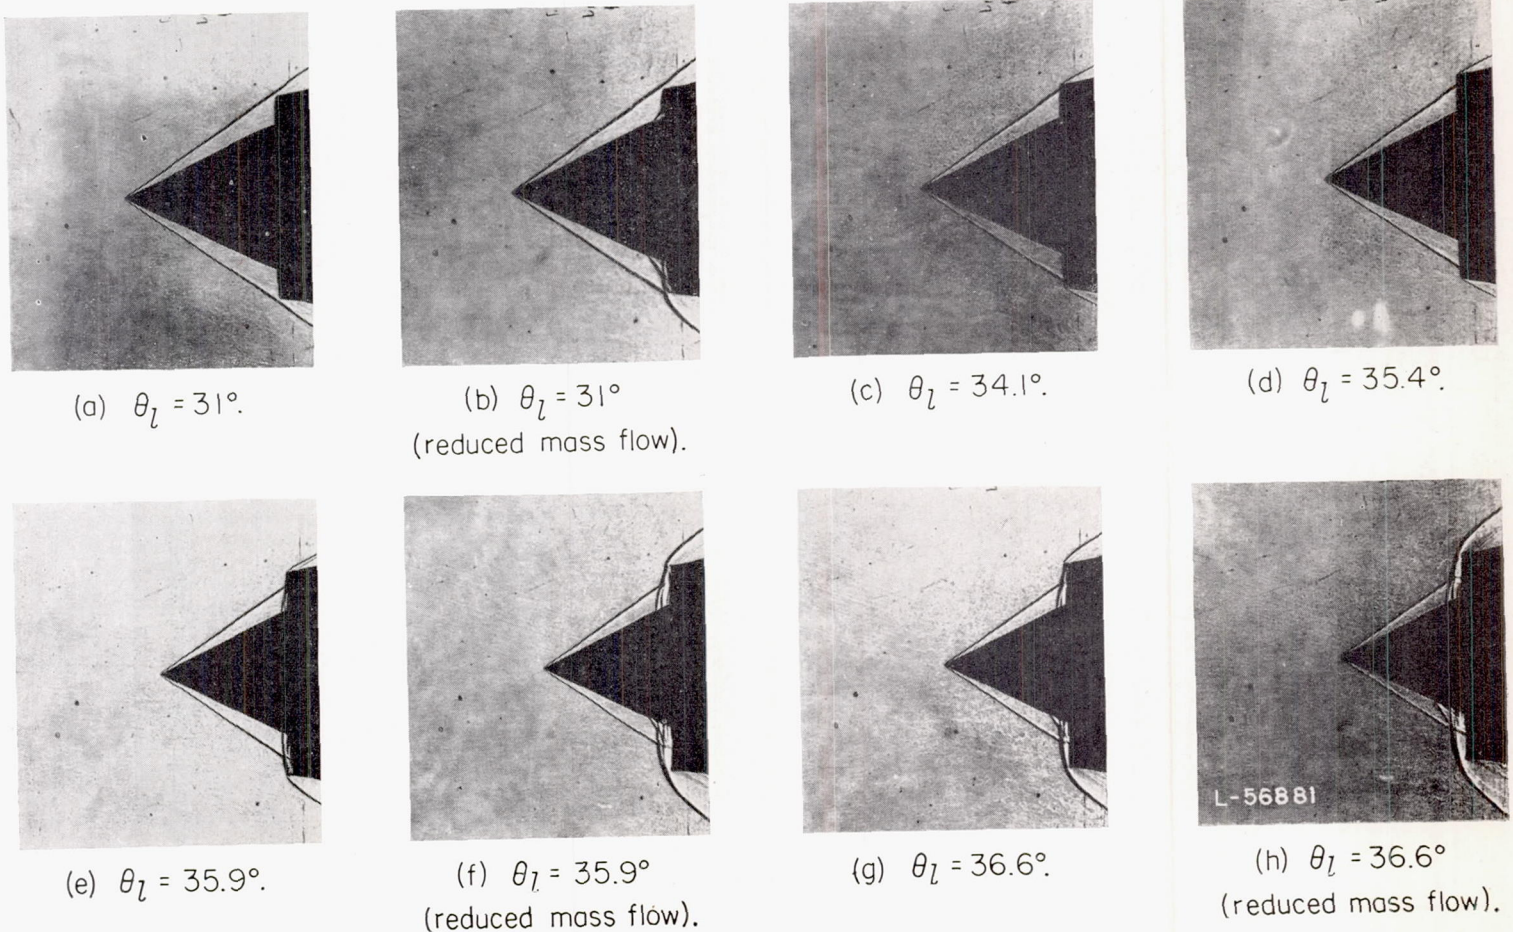 (a) θl = 31°.
(b) θl = 31°
(reduced mass flow).
(c) θl = 34.1°.
(d) θl = 35.4°.
L-56881
(e) θl = 35.9°.
(f) θl = 35.9°
(reduced mass flow).
(g) θl = 36.6°.
(h) θl = 36.6°
(reduced mass flow).